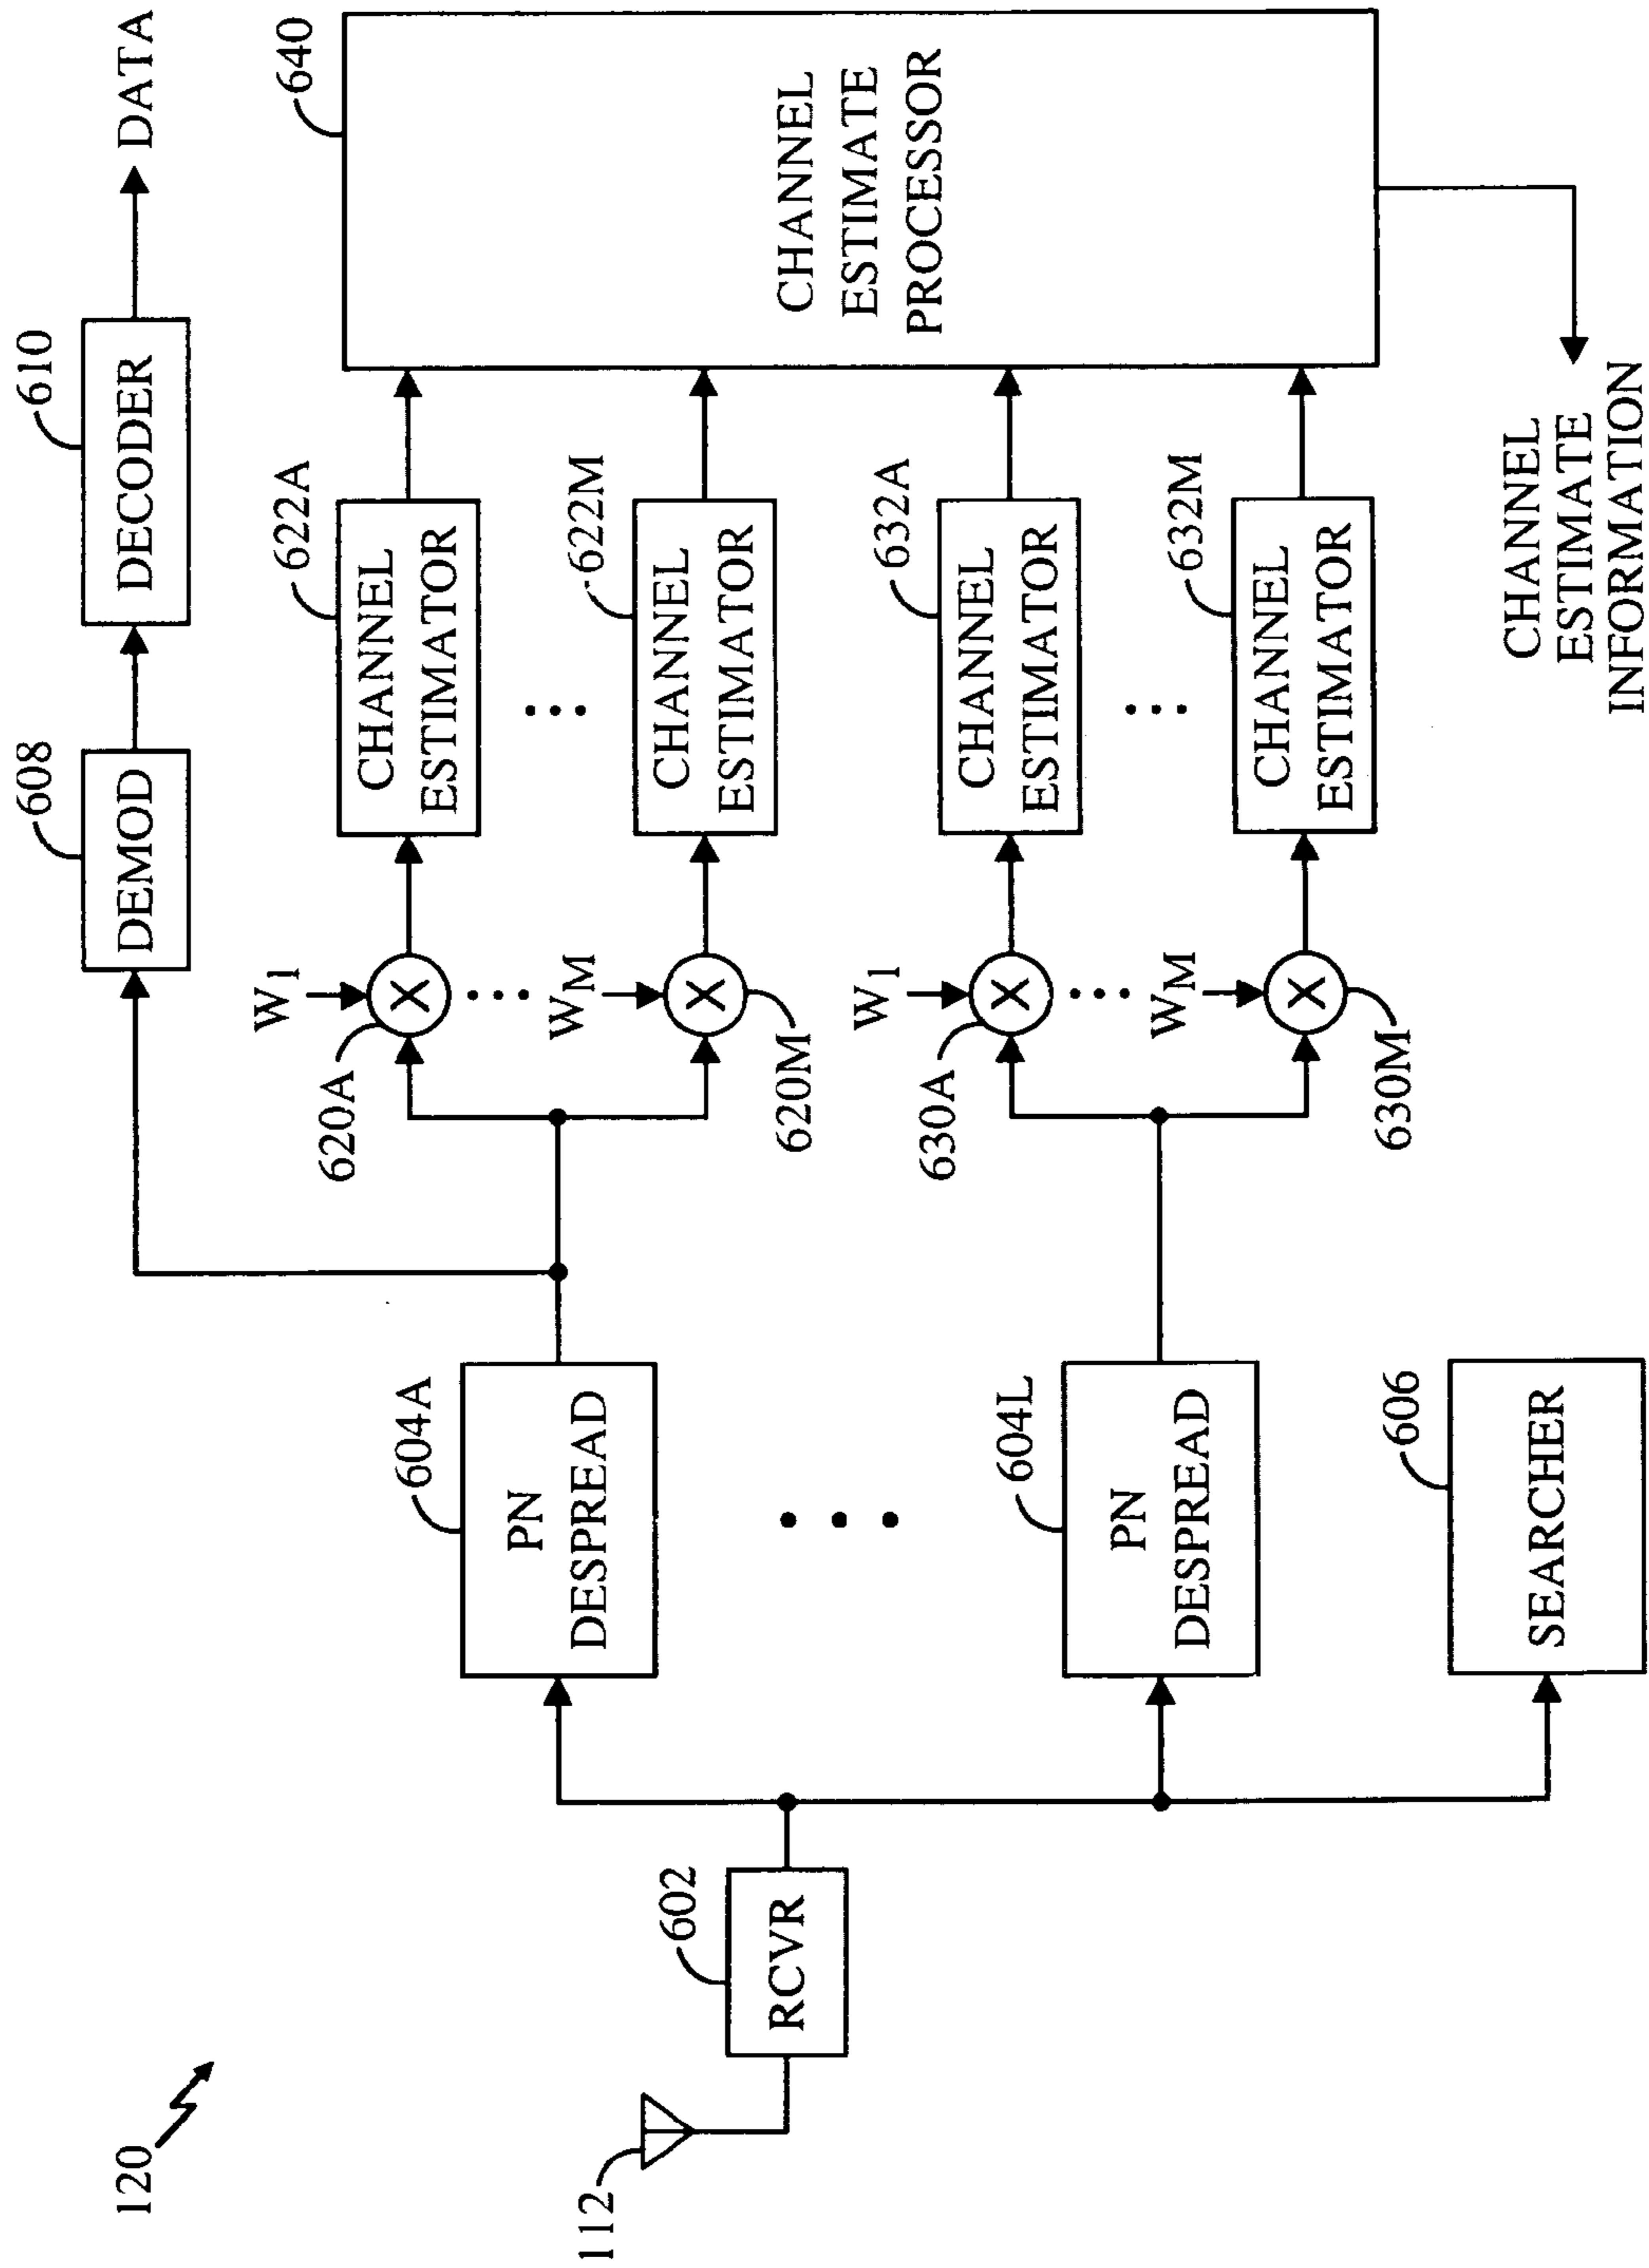 120
112
602
RCVR
604A
PN
DESPREAD
604L
PN
DESPREAD
606
SEARCHER
608
DEMOD
610
DECODER
DATA
W1
620A
X
WM
620M
X
622A
CHANNEL
ESTIMATOR
622M
CHANNEL
ESTIMATOR
W1
630A
X
WM
630M
X
632A
CHANNEL
ESTIMATOR
632M
CHANNEL
ESTIMATOR
640
CHANNEL
ESTIMATE
PROCESSOR
CHANNEL
ESTIMATE
INFORMATION